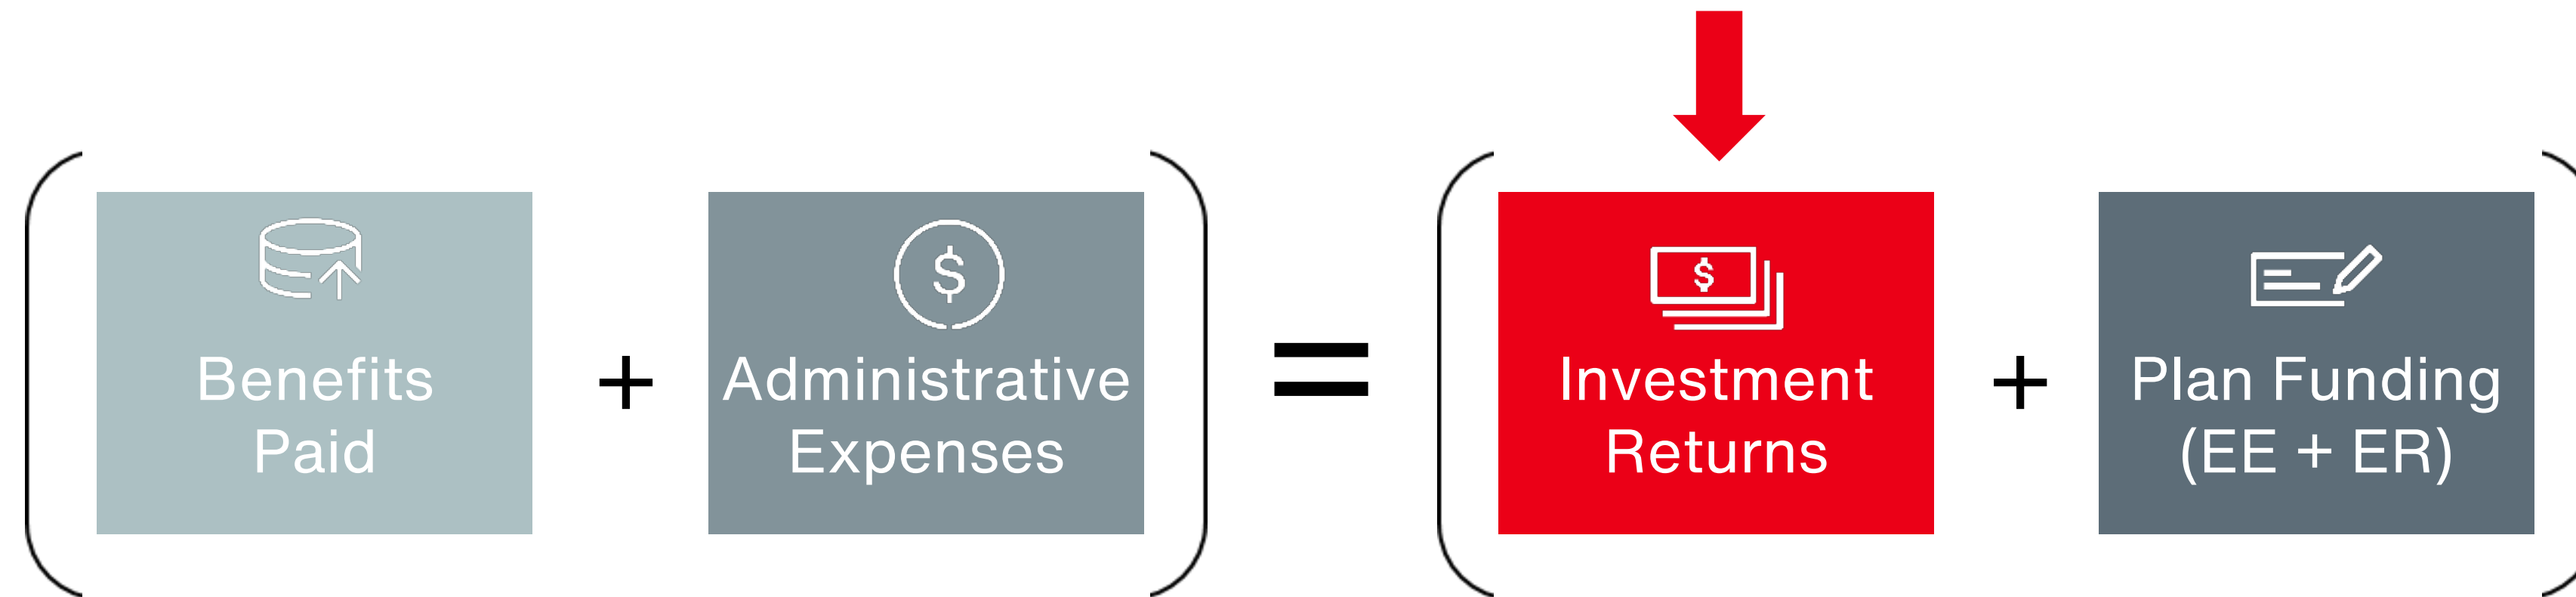 Benefits
Paid
+
$
Administrative
Expenses
=
$
Investment
Returns
+
Plan Funding
(EE + ER)